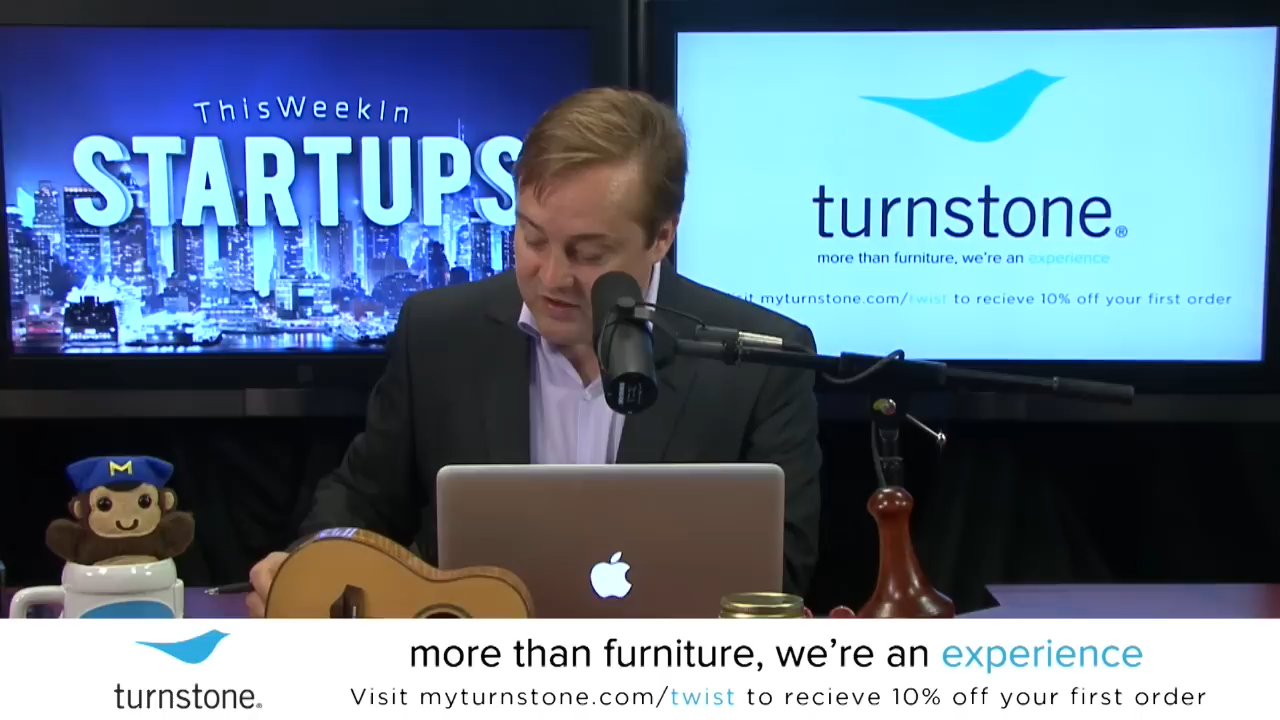 ThisWeekIn
STARTUPS
turnstone®
more than furniture, we're an experience
myturnstone.com/twist to recieve 10% off your first order
M
more than furniture, we're an experience
turnstone®
Visit myturnstone.com/twist to recieve 10% off your first order